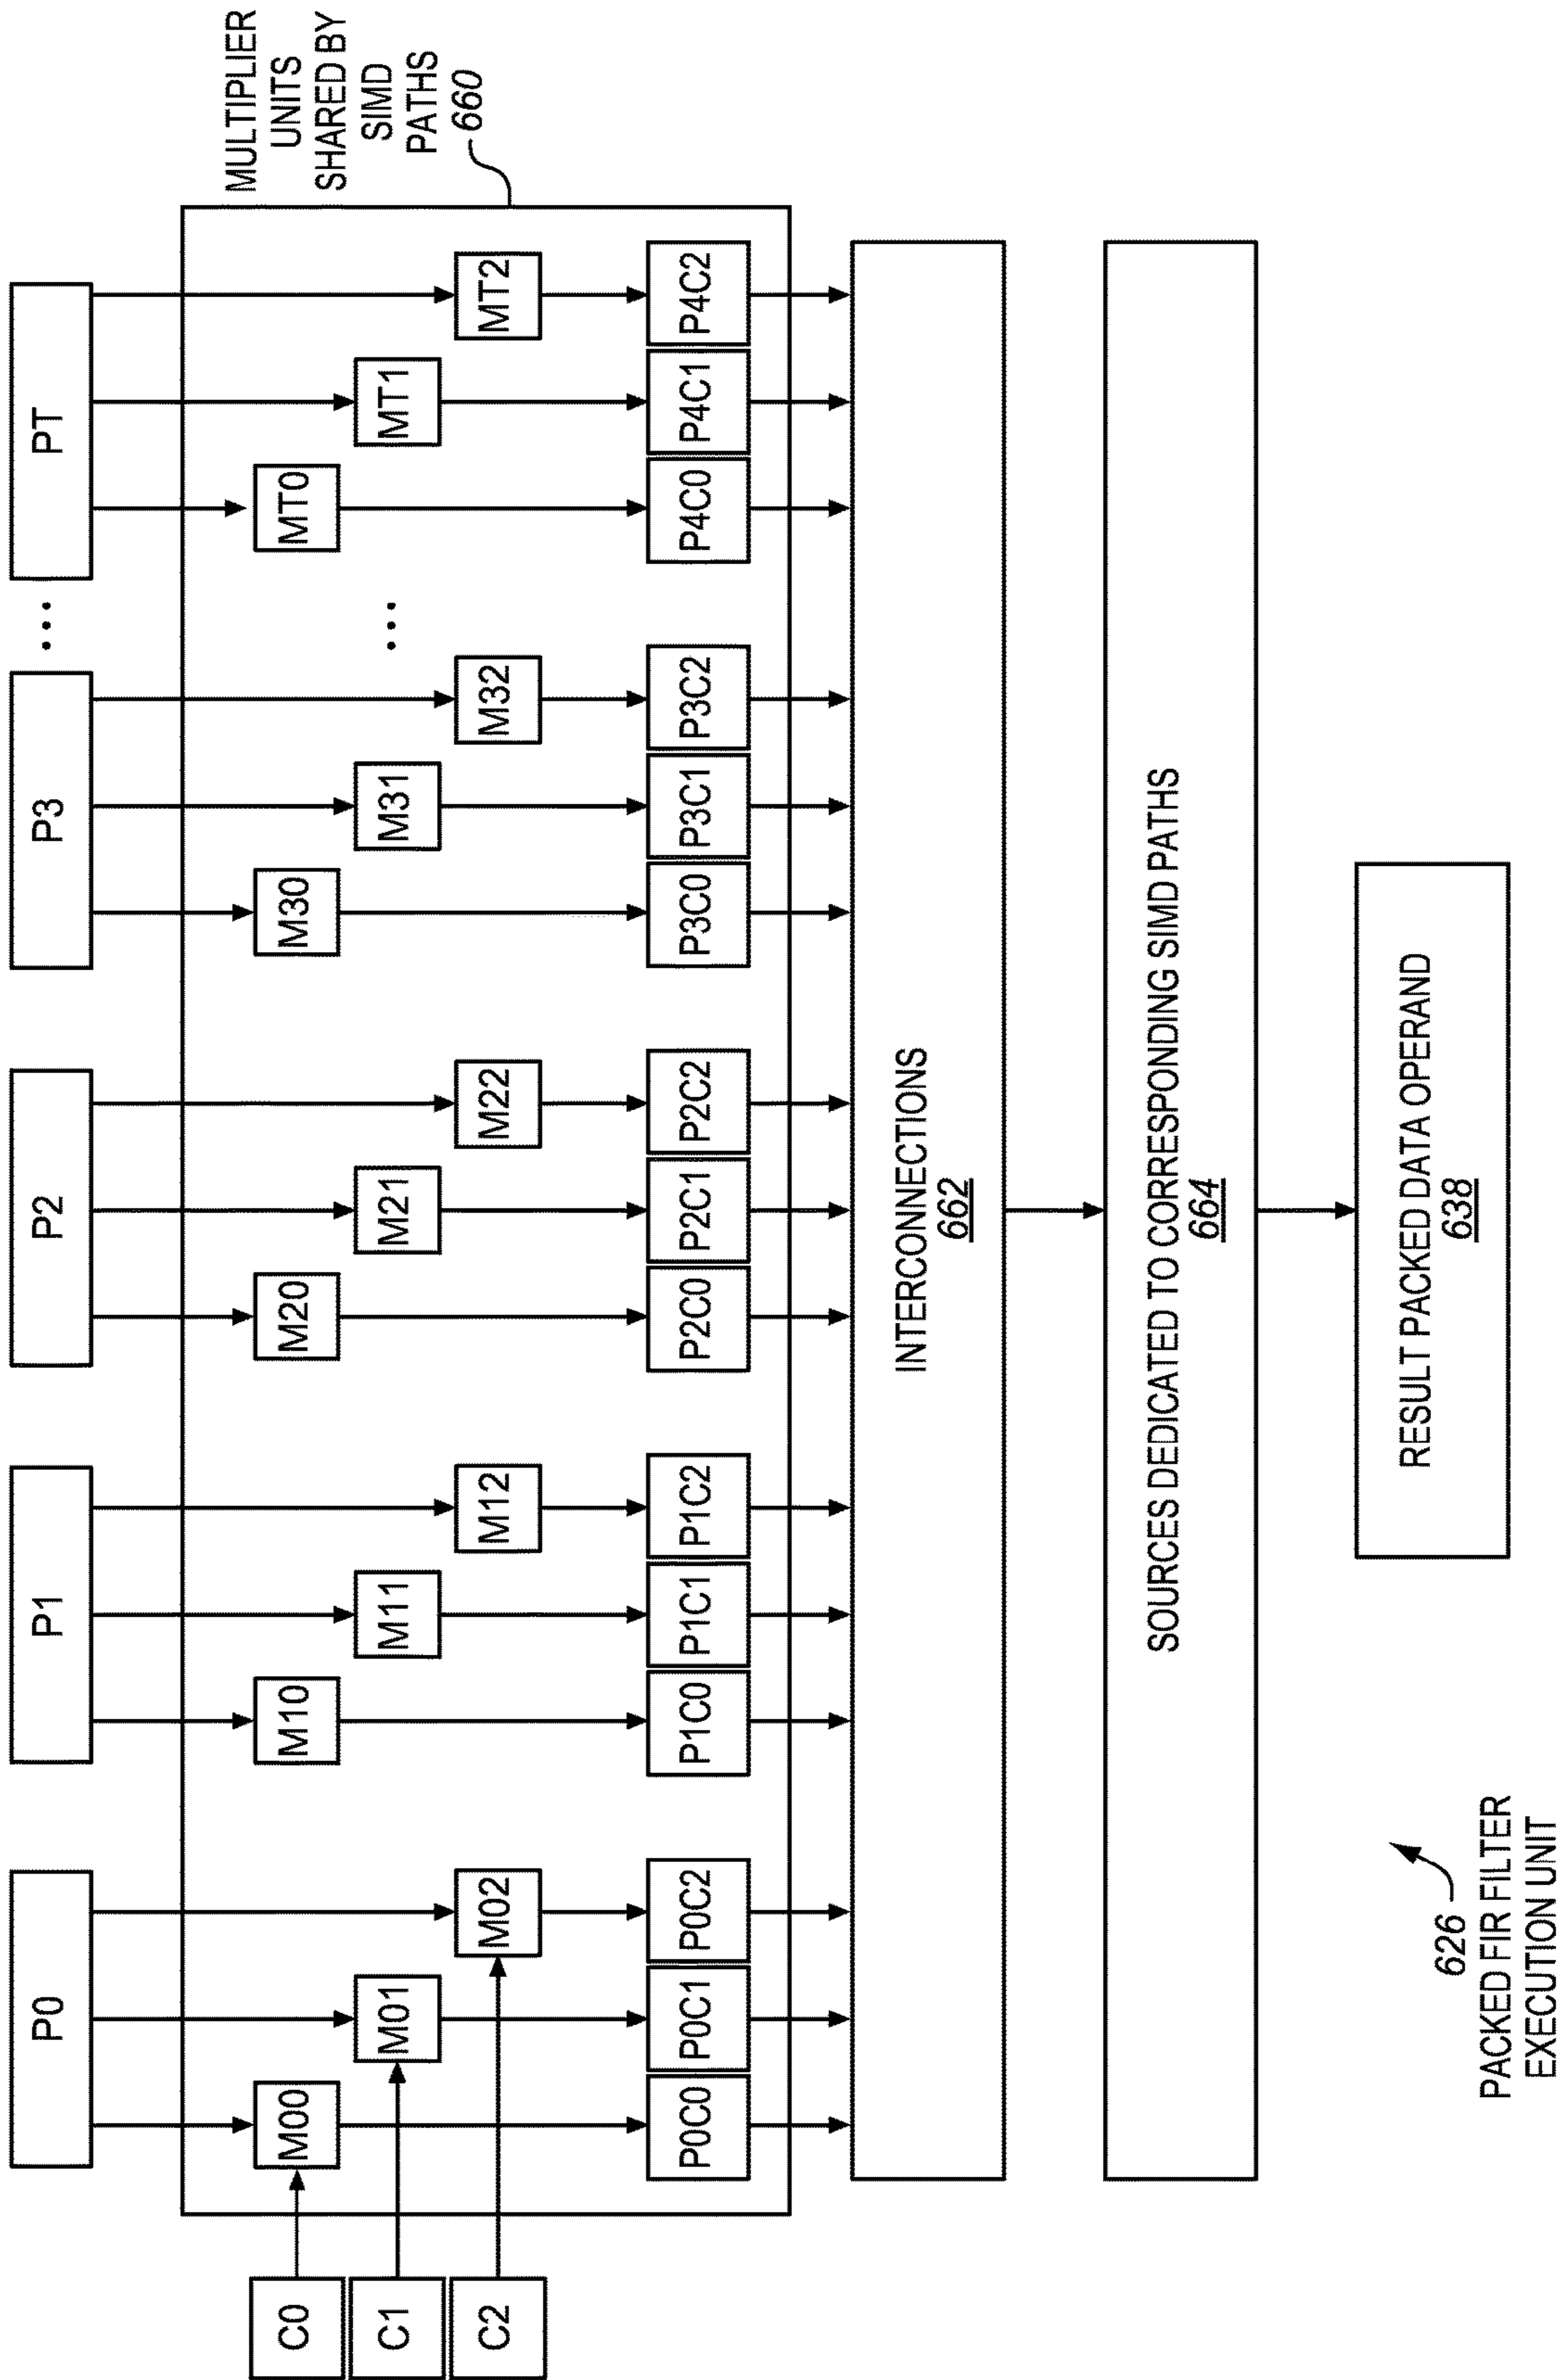 P0
P1
P2
P3
...
PT
MULTIPLIER
UNITS
SHARED BY
SIMD
PATHS
660
C0
C1
C2
M00
M10
M20
M30
MT0
M01
M11
M21
M31
...
MT1
M02
M12
M22
M32
MT2
P0C0
P0C1
P0C2
P1C0
P1C1
P1C2
P2C0
P2C1
P2C2
P3C0
P3C1
P3C2
P4C0
P4C1
P4C2
INTERCONNECTIONS
662
SOURCES DEDICATED TO CORRESPONDING SIMD PATHS
664
RESULT PACKED DATA OPERAND
638
626
PACKED FIR FILTER
EXECUTION UNIT